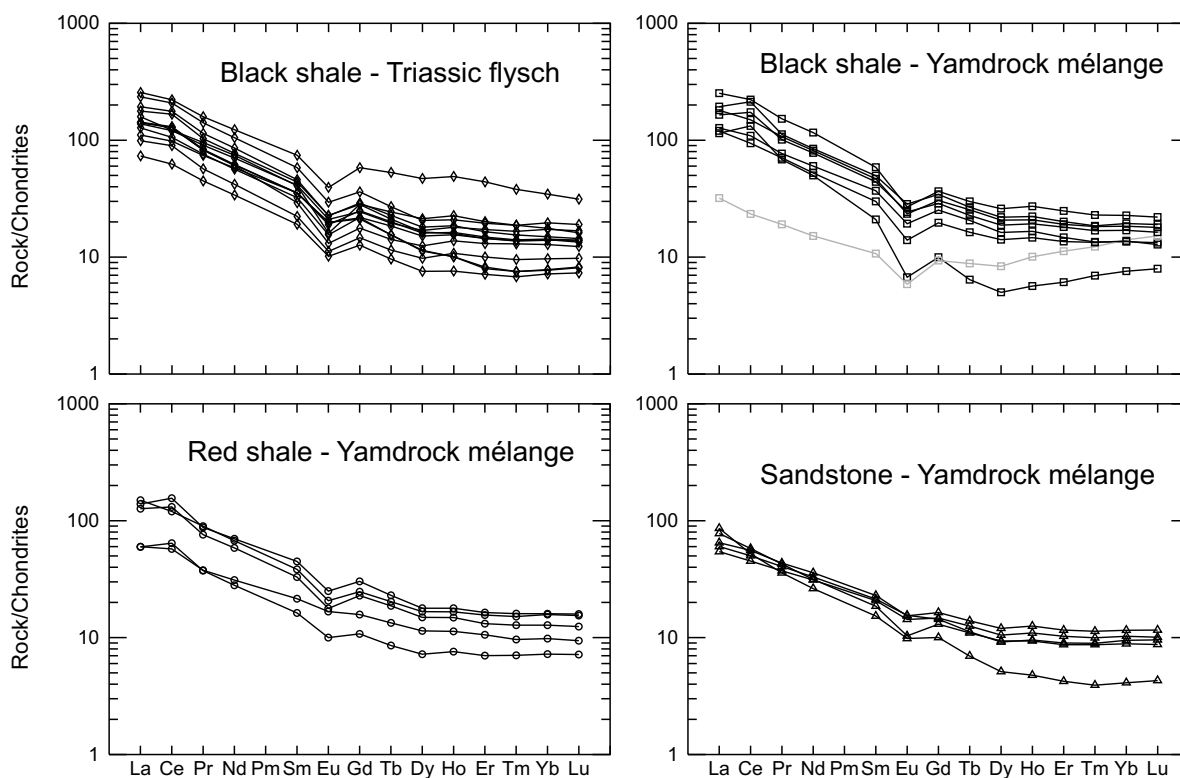 1000
100
10
1
Rock/Chondrites
Black shale - Triassic flysch
1000
100
10
1
Black shale - Yamdrock mélange
1000
100
10
1
Rock/Chondrites
Red shale - Yamdrock mélange
La Ce Pr Nd Pm Sm Eu Gd Tb Dy Ho Er Tm Yb Lu
1000
100
10
1
Sandstone - Yamdrock mélange
La Ce Pr Nd Pm Sm Eu Gd Tb Dy Ho Er Tm Yb Lu